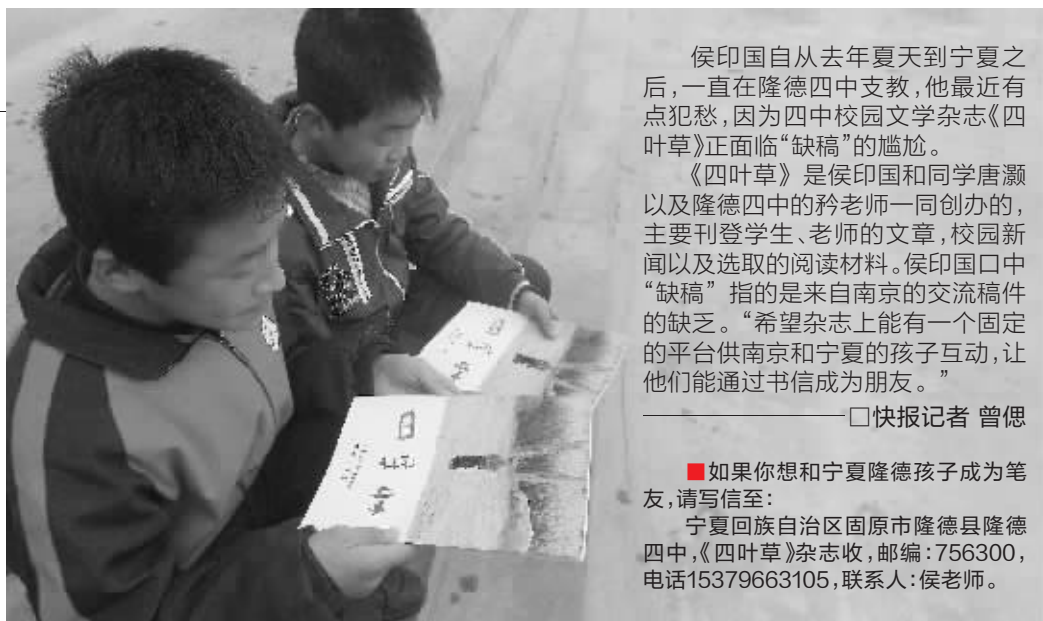 侯印国自从去年夏天到宁夏之
后,一直在隆德四中支教,他最近有
点犯愁,因为四中校园文学杂志《四
叶草》正面临“缺稿”的尴尬。
《四叶草》是侯印国和同学唐灏
以及隆德四中的矜老师一同创办的,
主要刊登学生、老师的文章,校园新
闻以及选取的阅读材料。侯印国口中
“缺稿”指的是来自南京的交流稿件
的缺乏。“希望杂志上能有一个固定
的平台供南京和宁夏的孩子互动,让
他们能通过书信成为朋友。”
□快报记者 曾偲
■如果你想和宁夏隆德孩子成为笔
友,请写信至:
宁夏回族自治区固原市隆德县隆德
四中,《四叶草》杂志收,邮编:756300,
电话15379663105,联系人:侯老师。
四叶草